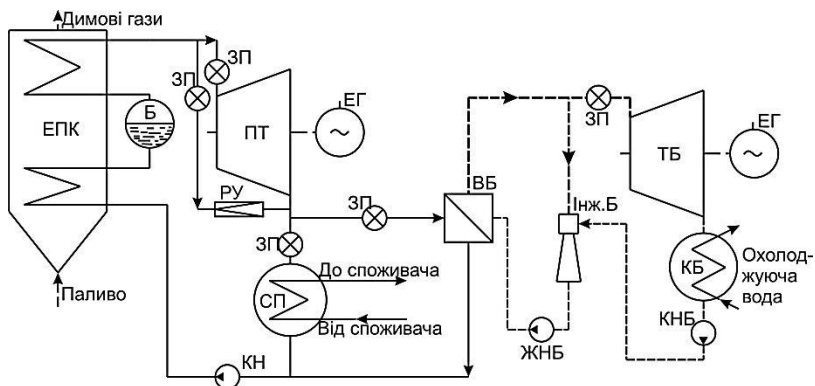 Димові гази
ЗП
ЗП
ЕГ
Б
ЕПК
ПТ
~
РУ
ЗП
ЗП
ВБ
Інж.Б
ЗП
ЕГ
ТБ
~
До споживача
СП
Від споживача
Паливо
КН
ЖНБ
КБ
Охолод-
жуюча
вода
КНБ